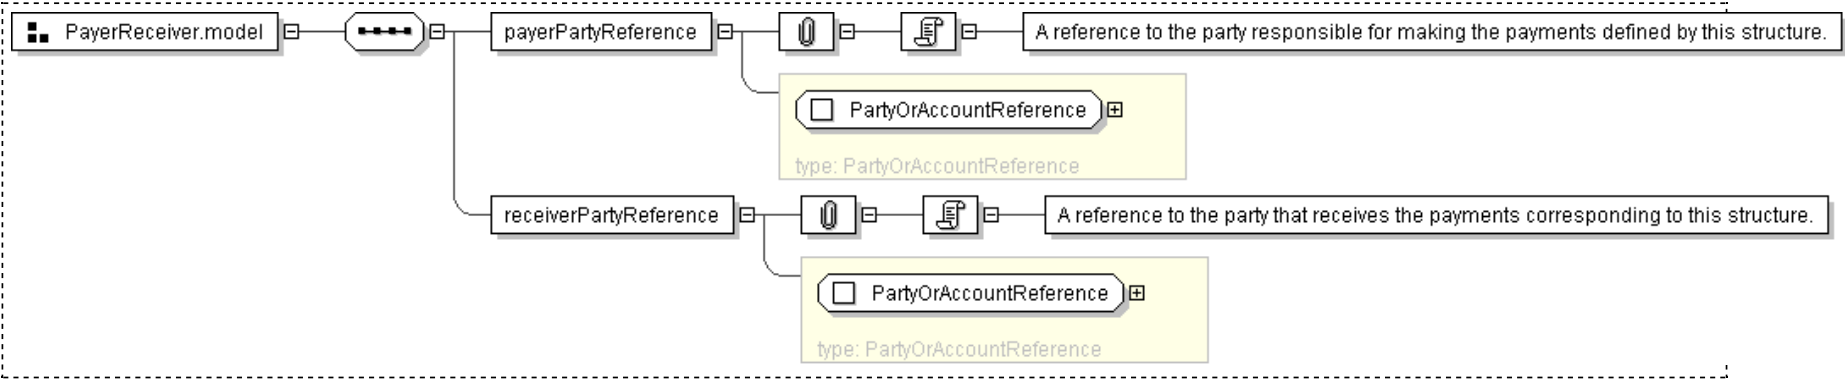 PayerReceiver.model
payerPartyReference
A reference to the party responsible for making the payments defined by this structure.
PartyOrAccountReference
type: PartyOrAccountReference
receiverPartyReference
A reference to the party that receives the payments corresponding to this structure.
PartyOrAccountReference
type: PartyOrAccountReference